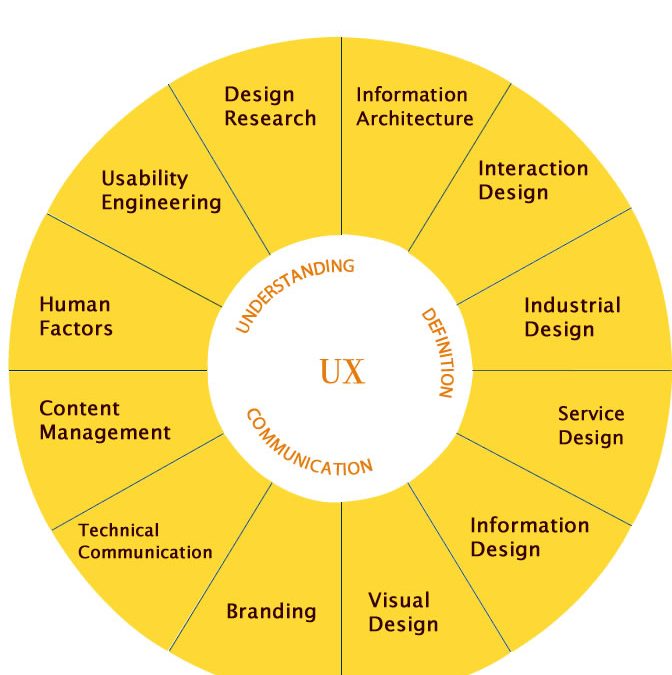 Design
Research
Information
Architecture
Interaction
Design
Industrial
Design
Service
Design
Information
Design
Visual
Design
Branding
Technical
Communication
Content
Management
Human
Factors
Usability
Engineering
UNDERSTANDING
DEFINITION
COMMUNICATION
UX